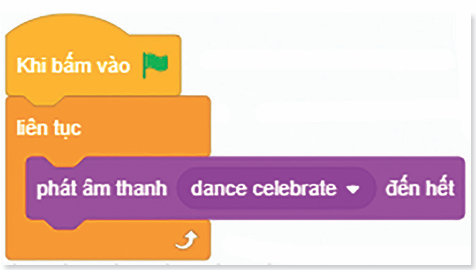 Khi bấm vào
liên tục
phát âm thanh dance celebrate đến hết